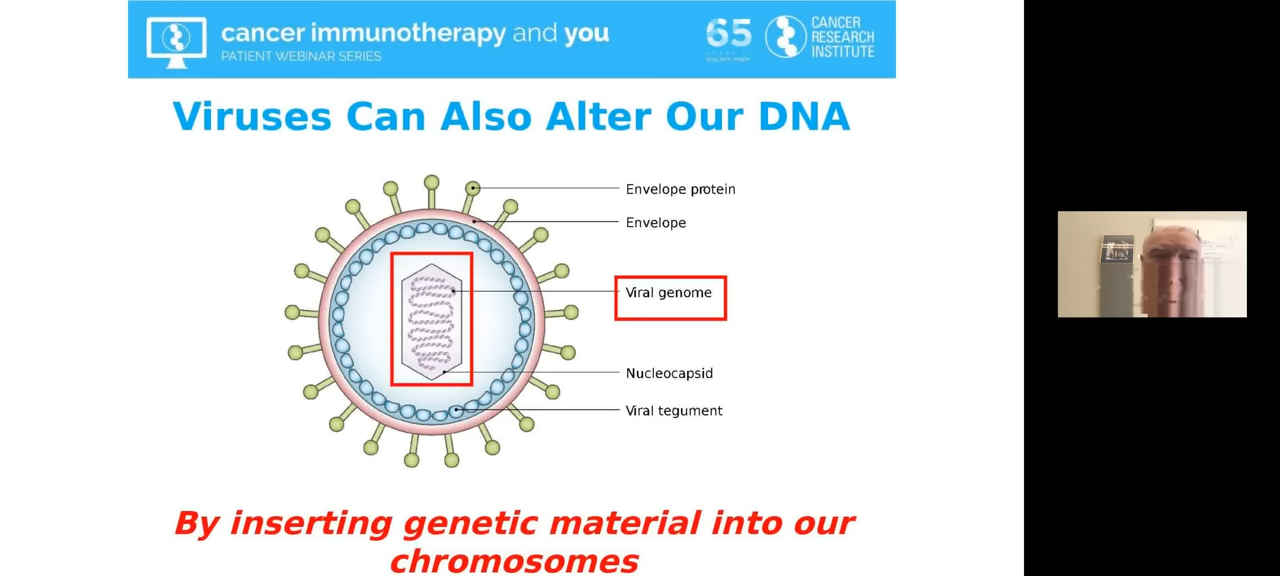 cancer immunotherapy and you
PATIENT WEBINAR SERIES
65
CANCER
RESEARCH
INSTITUTE
Viruses Can Also Alter Our DNA
Envelope protein
Envelope
Viral genome
Nucleocapsid
Viral tegument
By inserting genetic material into our
chromosomes